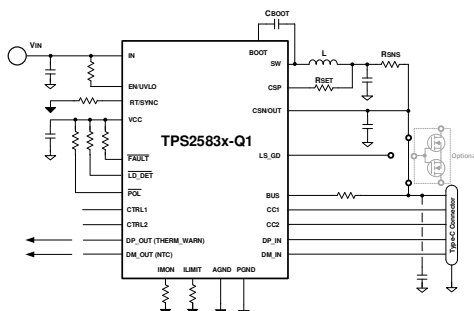 CBOOT
VIN
BOOT
IN
SW
L
RSNS
EN/UVLO
CSP
RSET
RT/SYNC
CSN/OUT
VCC
TPS2583x-Q1
FAULT
LS_GD
Optional
LD_DET
POL
BUS
CTRL1
CC1
CTRL2
CC2
DP_OUT (THERM_WARN)
DP_IN
DM_OUT (NTC)
DM_IN
Type-C Connector
IMON
ILIMIT
AGND
PGND